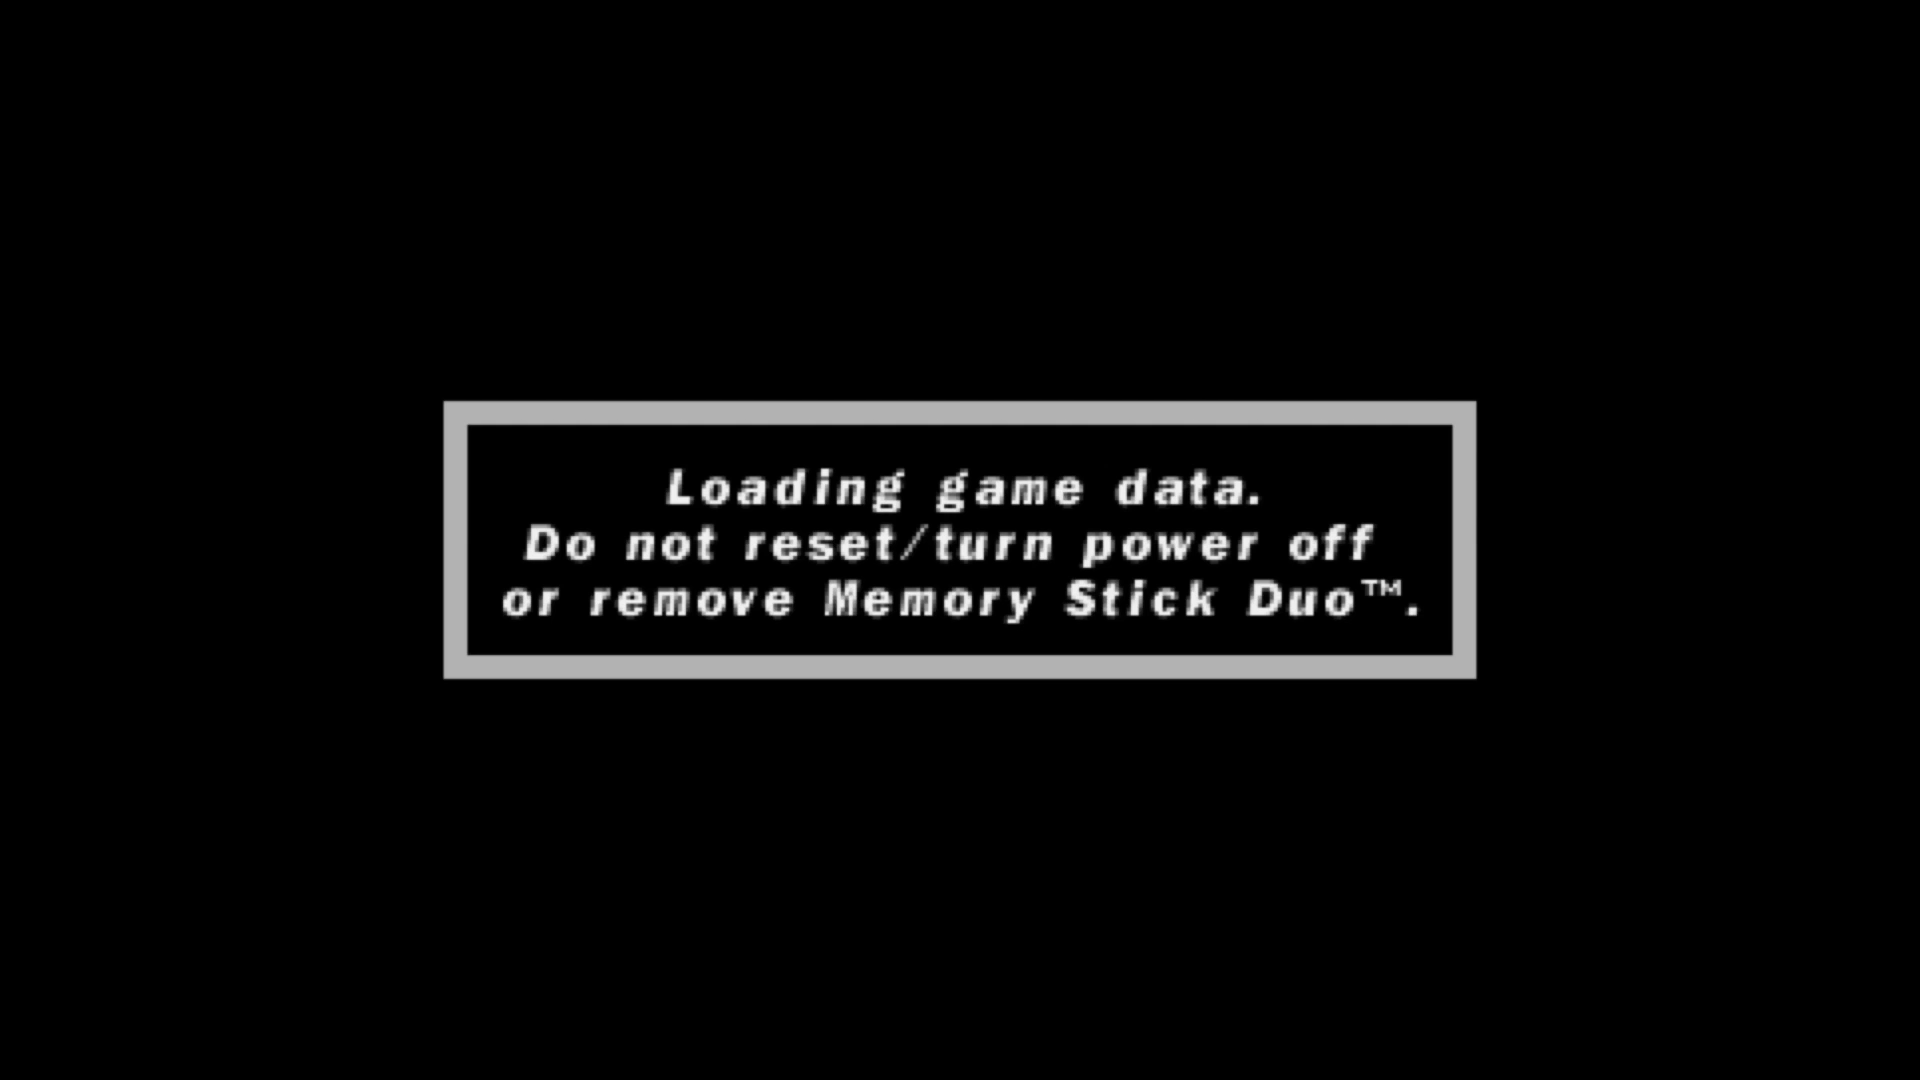 Loading game data.
Do not reset/turn power off
or remove Memory Stick Duo™.